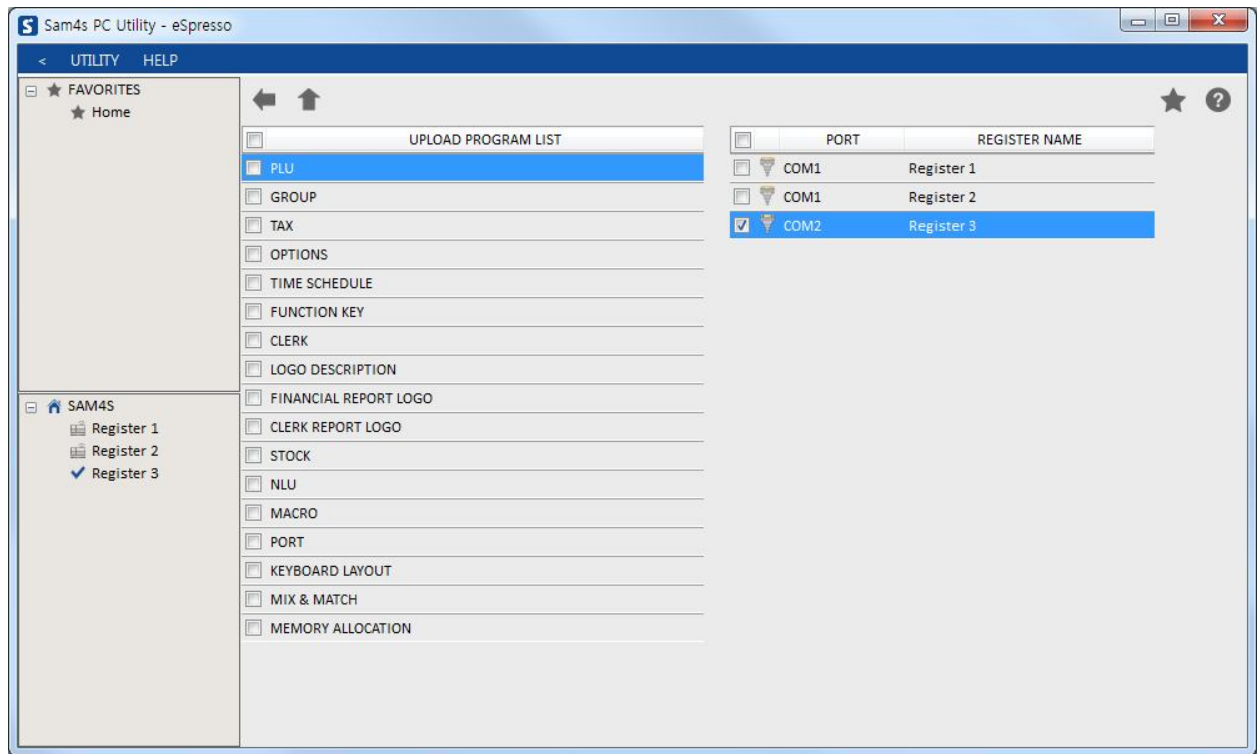 Sam4s PC Utility - eSpresso
< UTILITY HELP
FAVORITES
Home
SAM4S
Register 1
Register 2
Register 3
UPLOAD PROGRAM LIST
PLU
GROUP
TAX
OPTIONS
TIME SCHEDULE
FUNCTION KEY
CLERK
LOGO DESCRIPTION
FINANCIAL REPORT LOGO
CLERK REPORT LOGO
STOCK
NLU
MACRO
PORT
KEYBOARD LAYOUT
MIX & MATCH
MEMORY ALLOCATION
PORT REGISTER NAME
COM1 Register 1
COM1 Register 2
COM2 Register 3